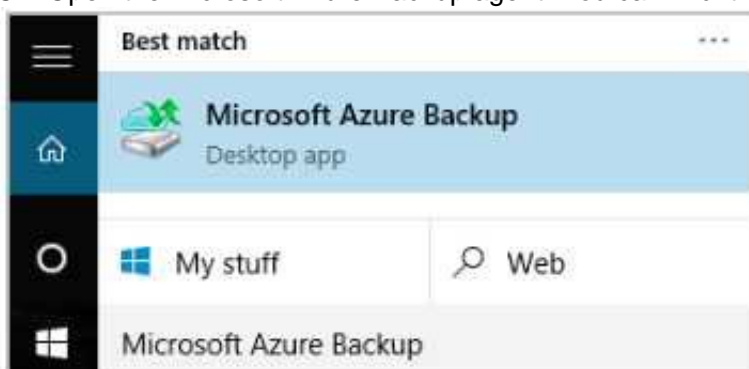 Best match
Microsoft Azure Backup
Desktop app
My stuff
Web
Microsoft Azure Backup